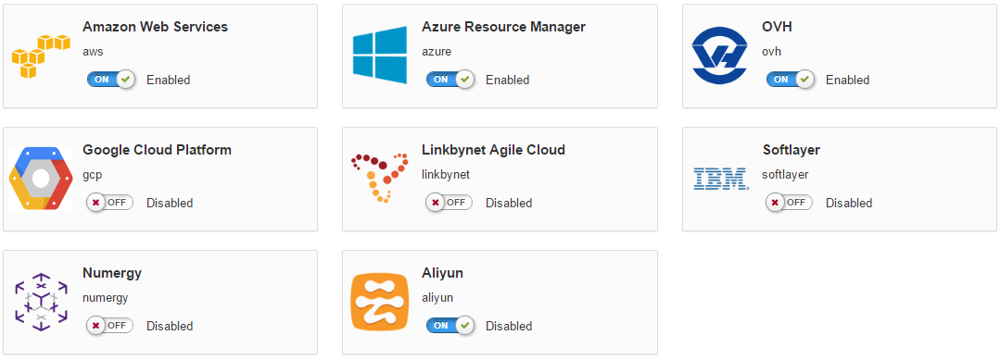 Amazon Web Services
aws
ON Enabled
Azure Resource Manager
azure
ON Enabled
OVH
ovh
ON Enabled
Google Cloud Platform
gcp
OFF Disabled
Linkbynet Agile Cloud
linkbynet
OFF Disabled
IBM
Softlayer
softlayer
OFF Disabled
Numergy
numergy
OFF Disabled
Aliyun
aliyun
ON Disabled